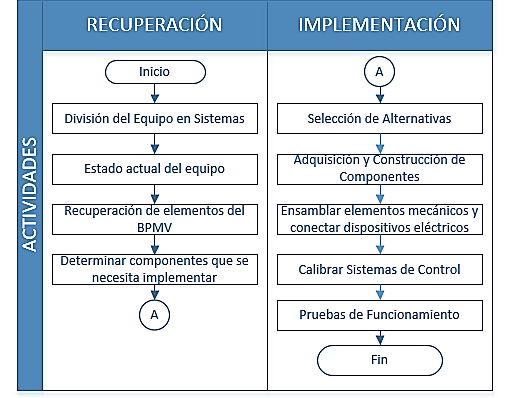 RECUPERACIÓN
IMPLEMENTACIÓN
ACTIVIDADES
Inicio
División del Equipo en Sistemas
Estado actual del equipo
Recuperación de elementos del
BPMV
Determinar componentes que se
necesita implementar
A
A
Selección de Alternativas
Adquisición y Construcción de
Componentes
Ensamblar elementos mecánicos y
conectar dispositivos eléctricos
Calibrar Sistemas de Control
Pruebas de Funcionamiento
Fin